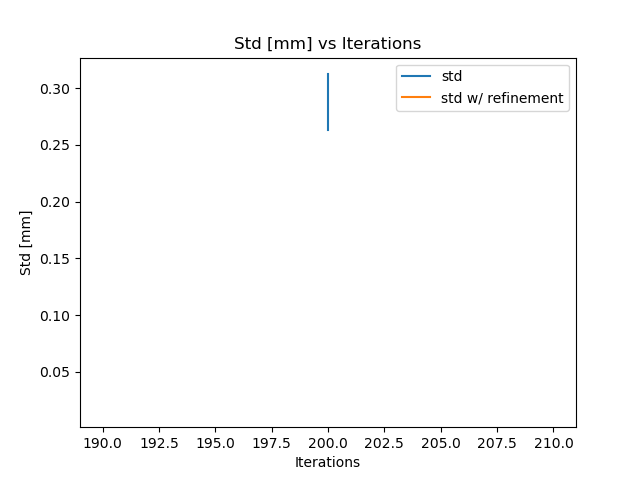 Std [mm] vs Iterations
std
std w/ refinement
0.30
0.25
0.20
0.15
0.10
0.05
Std [mm]
190.0 192.5 195.0 197.5 200.0 202.5 205.0 207.5 210.0
Iterations